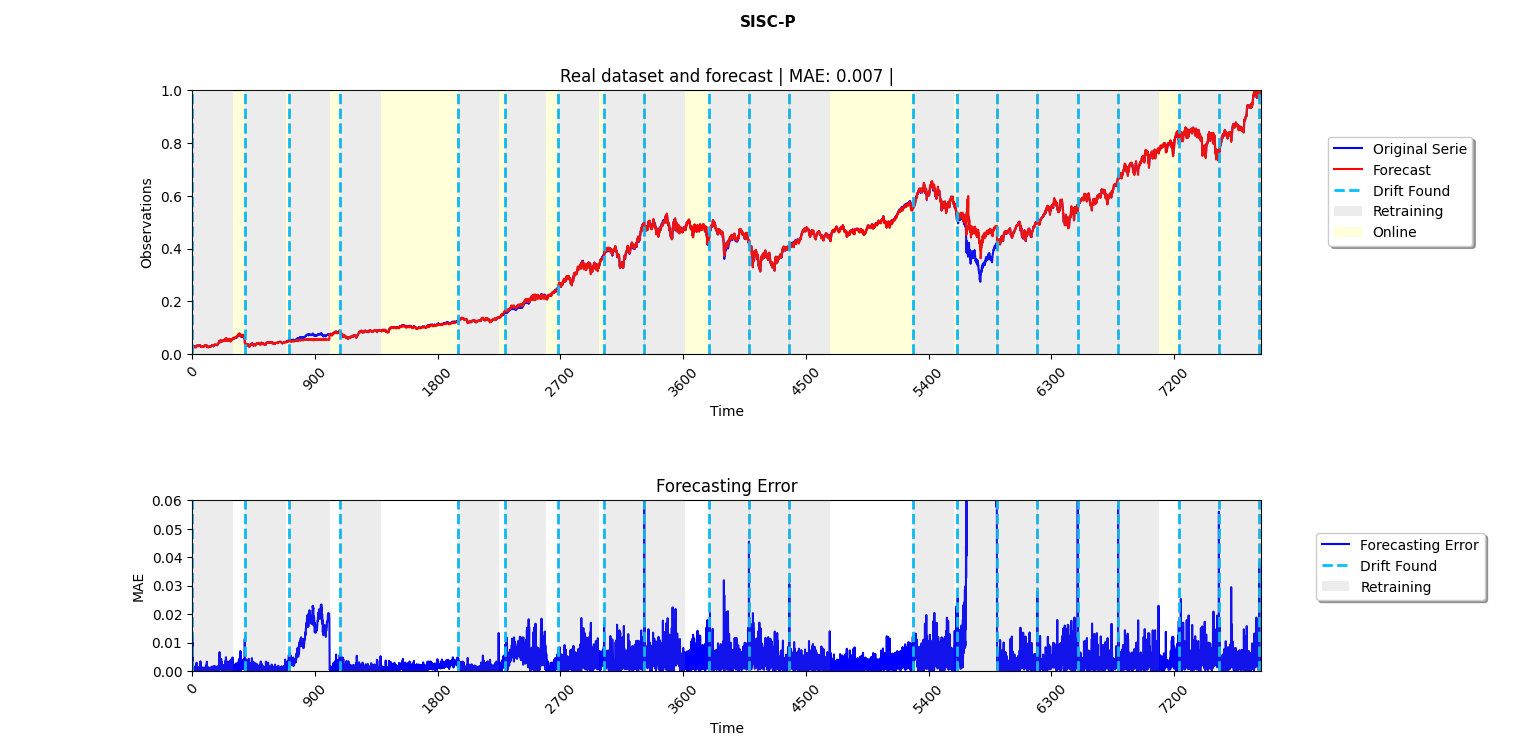 SISC-P
Real dataset and forecast | MAE: 0.007 |
Observations
1.0
0.8
0.6
0.4
0.2
0.0
0
900
1800
2700
3600
4500
5400
6300
7200
Time
Original Serie
Forecast
Drift Found
Retraining
Online
Forecasting Error
MAE
0.06
0.05
0.04
0.03
0.02
0.01
0.00
0
900
1800
2700
3600
4500
5400
6300
7200
Time
Forecasting Error
Drift Found
Retraining